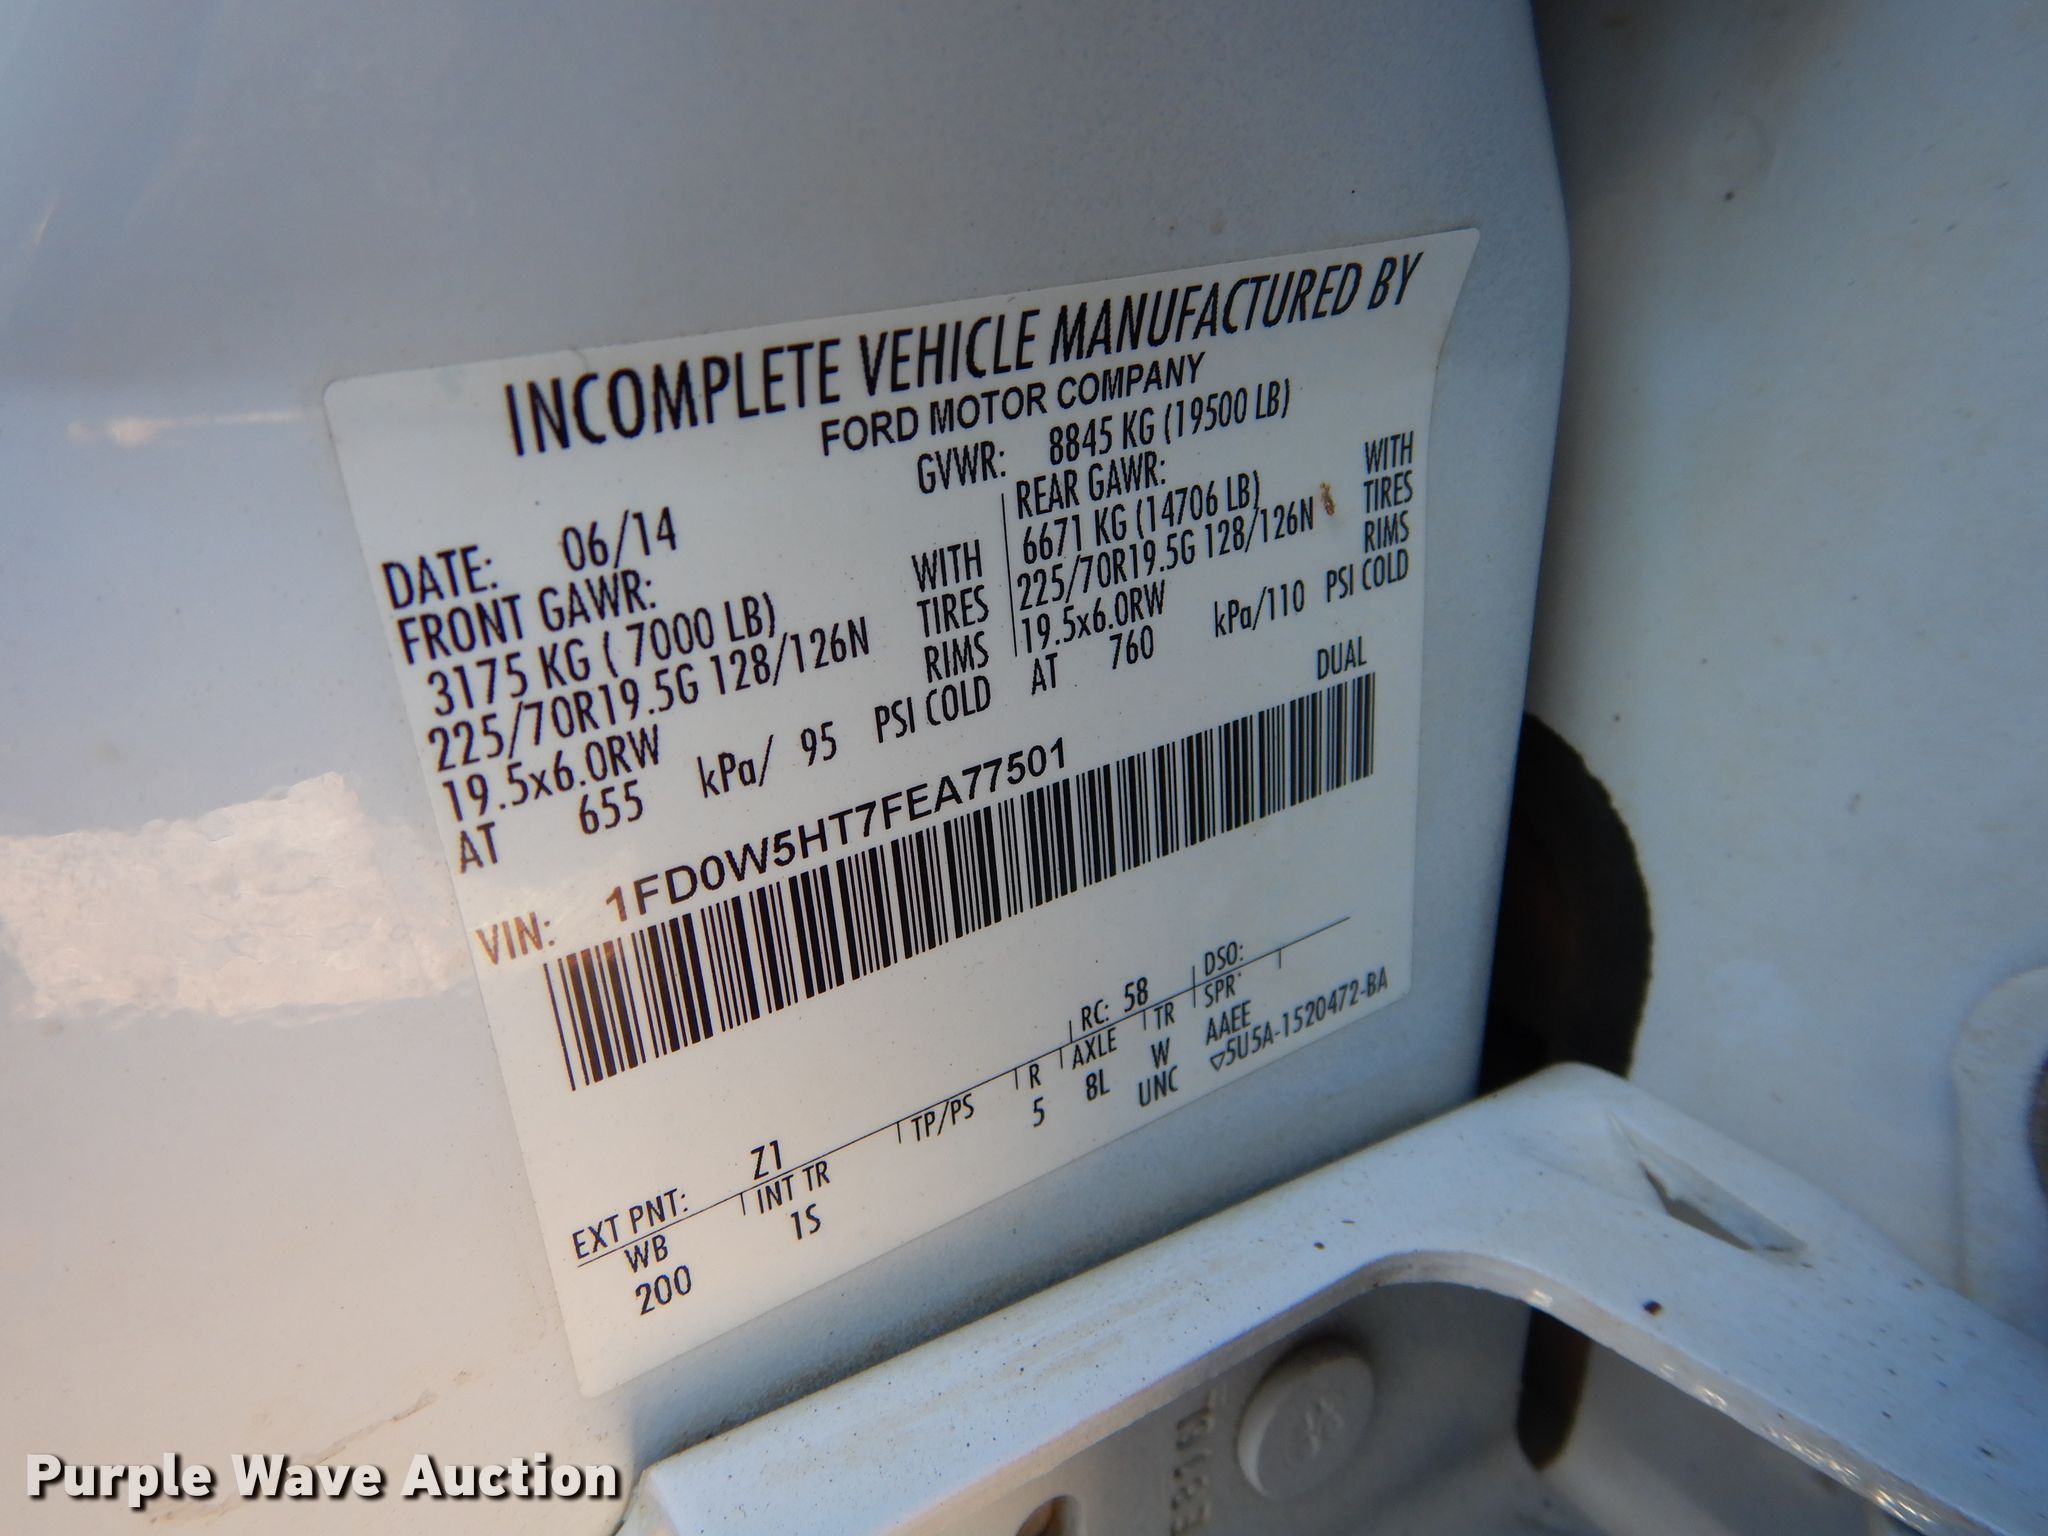 INCOMPLETE VEHICLE MANUFACTURED BY
FORD MOTOR COMPANY
DATE: 06/14 GVWR: 8845 KG (19500 LB)
FRONT GAWR: REAR GAWR:
3175 KG ( 7000 LB) WITH 6671 KG (14706 LB) WITH
225/70R19.5G 128/126N TIRES 225/70R19.5G 128/126N TIRES
19.5x6.0RW RIMS 19.5x6.0RW RIMS
AT 655 kPa/ 95 PSI COLD AT 760 kPa/110 PSI COLD
DUAL
VIN: 1FD0W5HT7FEA77501
EXT PNT: Z1 RC: 58 DSO:
WB INT TR TP/PS R AXLE TR SPR
200 1S 5 8L W AAEE
UNC ▽5U5A-1520472-BA
Purple Wave Auction